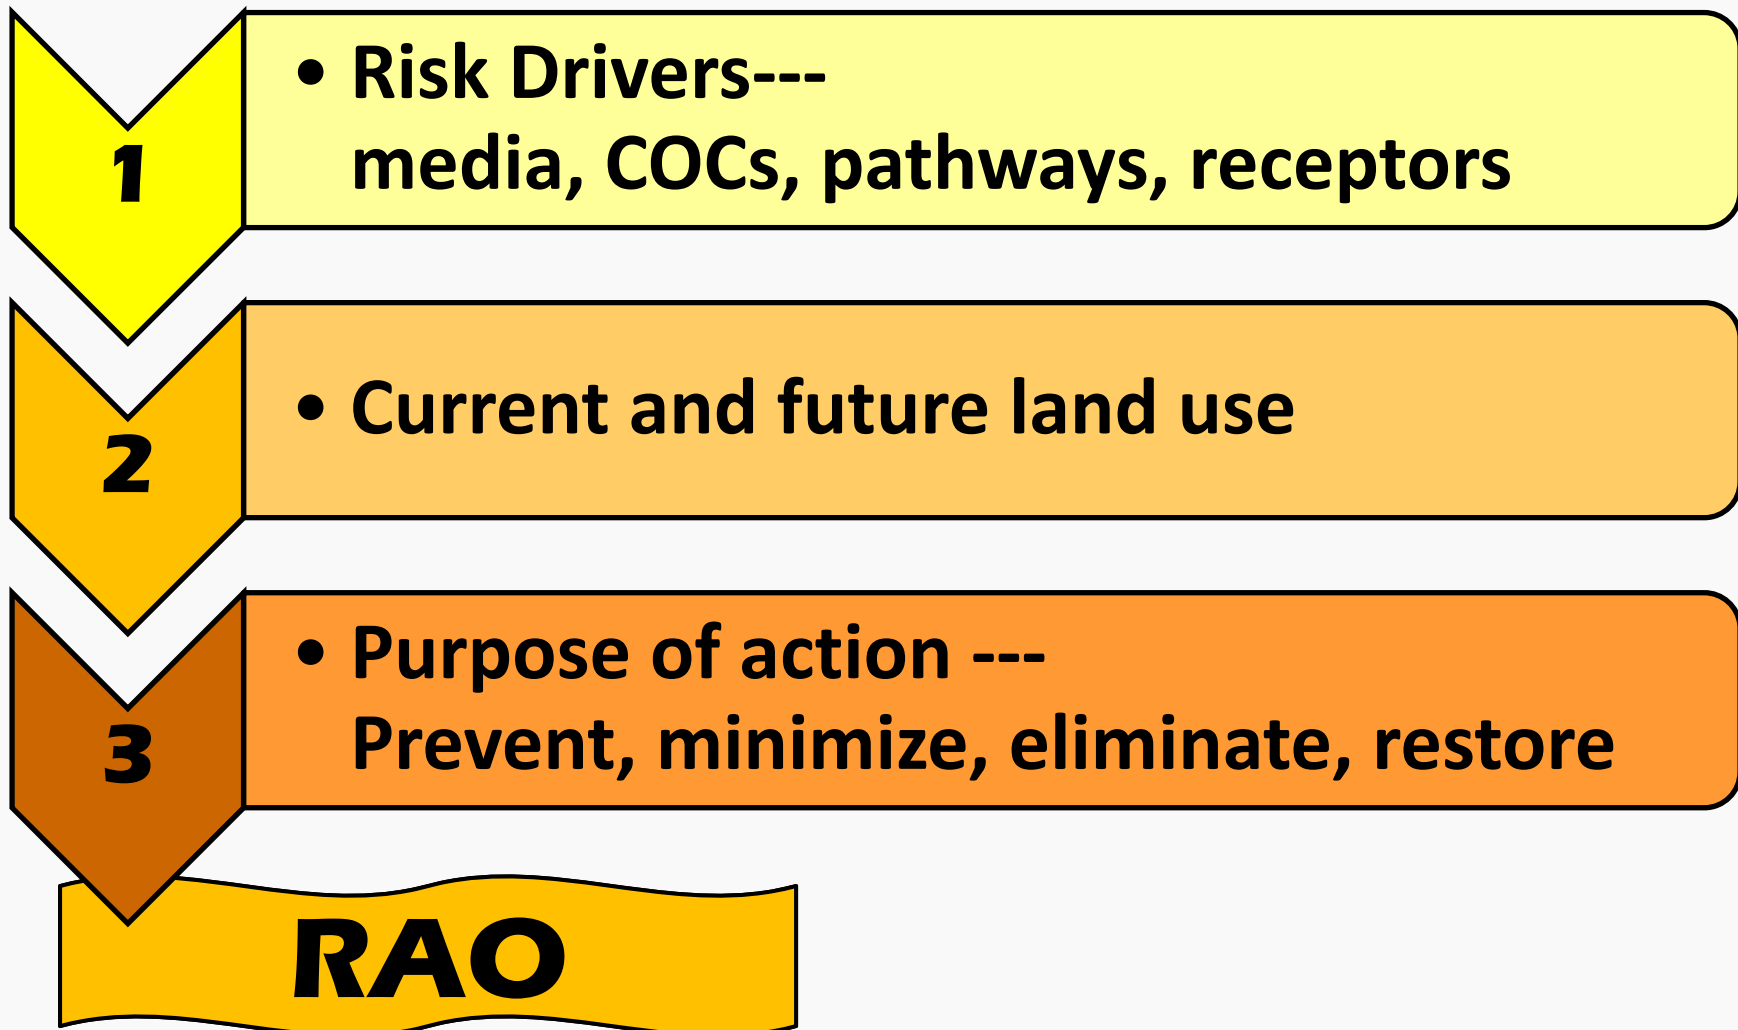 1
• Risk Drivers---
media, COCs, pathways, receptors
2
• Current and future land use
3
• Purpose of action ---
Prevent, minimize, eliminate, restore
RAO